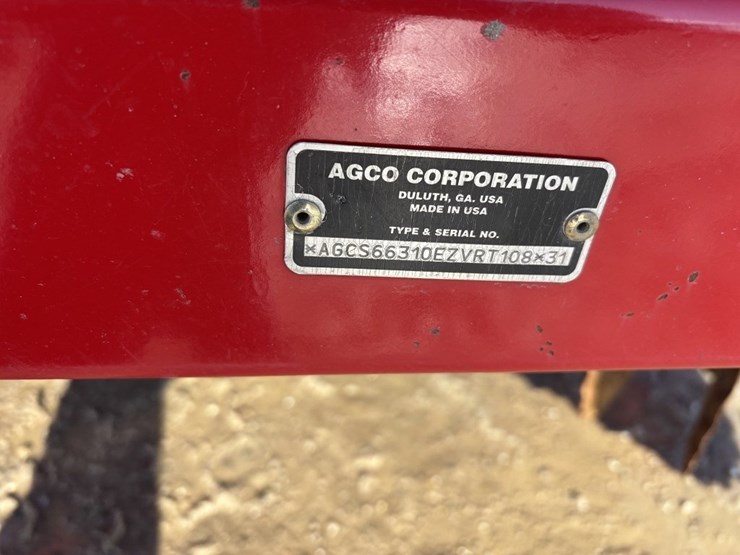 AGCO CORPORATION
DULUTH, GA. USA
MADE IN USA
TYPE & SERIAL NO.
*AGCS66310EZVRT108*31